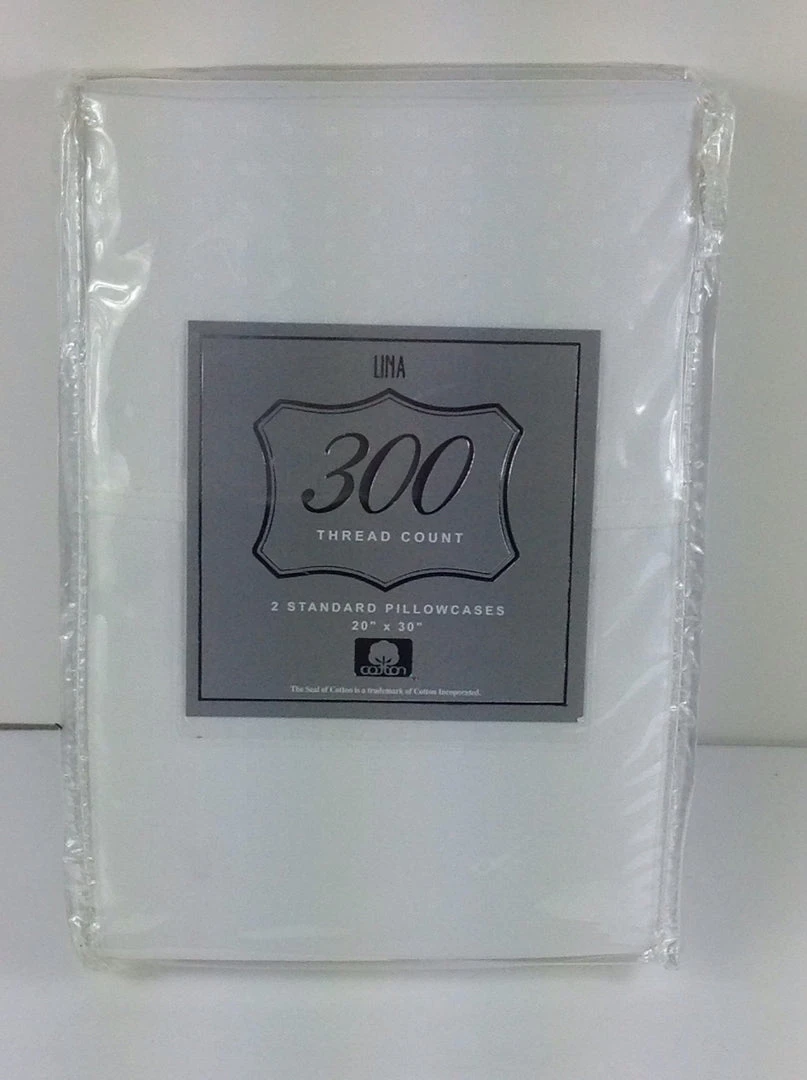 LINA
300
THREAD COUNT
2 STANDARD PILLOWCASES
20" x 30"
cotton
The Seal of Cotton is a trademark of Cotton Incorporated.